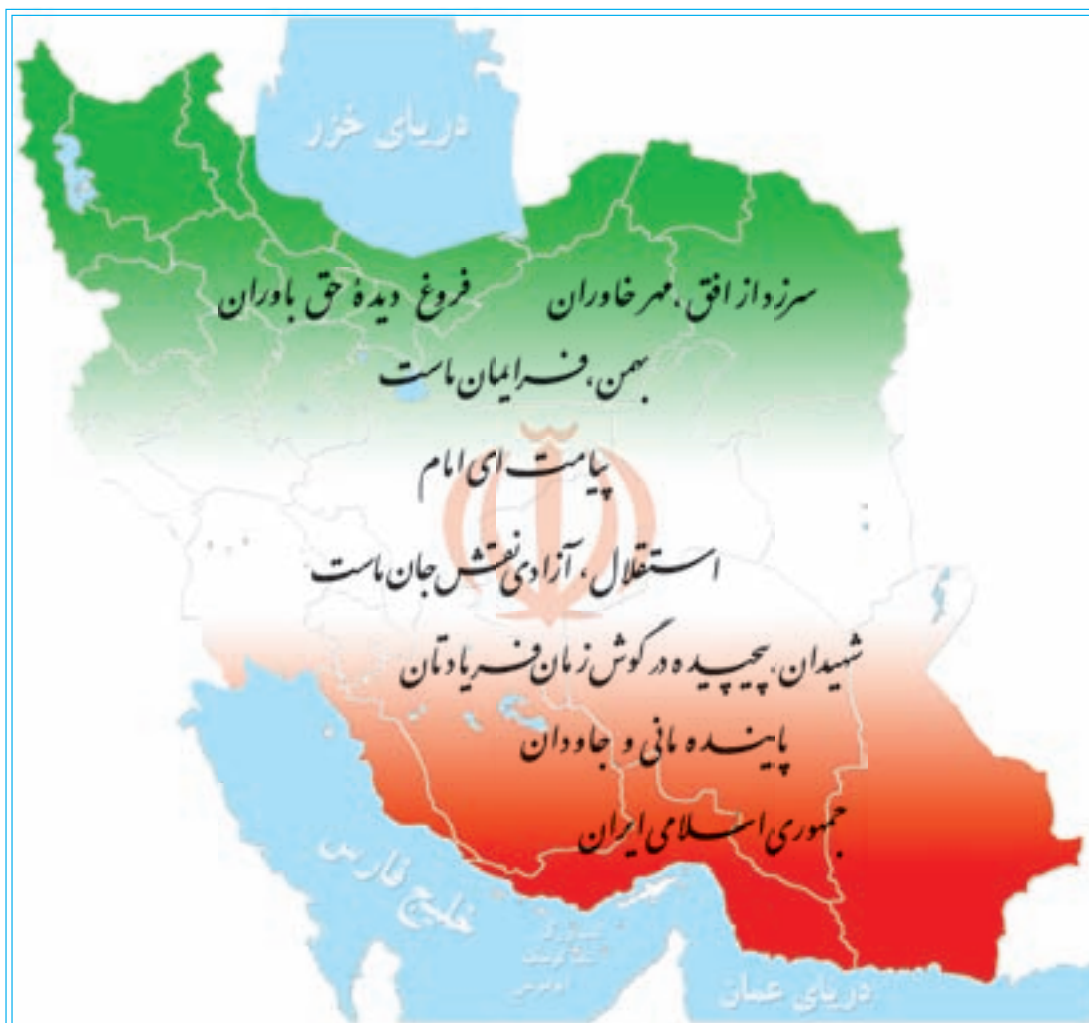 دریای خزر
سرزد از افق، مهر خاوران    فروغ دیدهٔ حق باوران
بهمن، فر ایمان ماست
پیامت ای امام
استقلال، آزادی نقش جان ماست
شهیدان، پیچیده در گوش زمان فریادتان
پاینده مانی و جاودان
جمهوری اسلامی ایران
خلیج فارس
دریای عمان